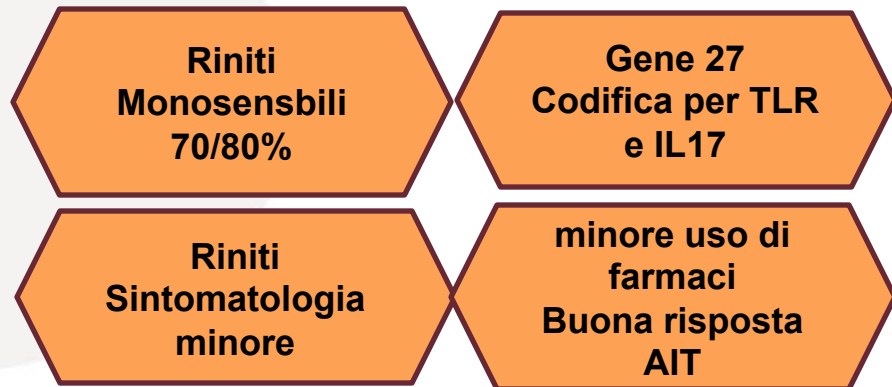 Riniti
Monosensbili
70/80%
Gene 27
Codifica per TLR
e IL17
Riniti
Sintomatologia
minore
minore uso di
farmaci
Buona risposta
AIT